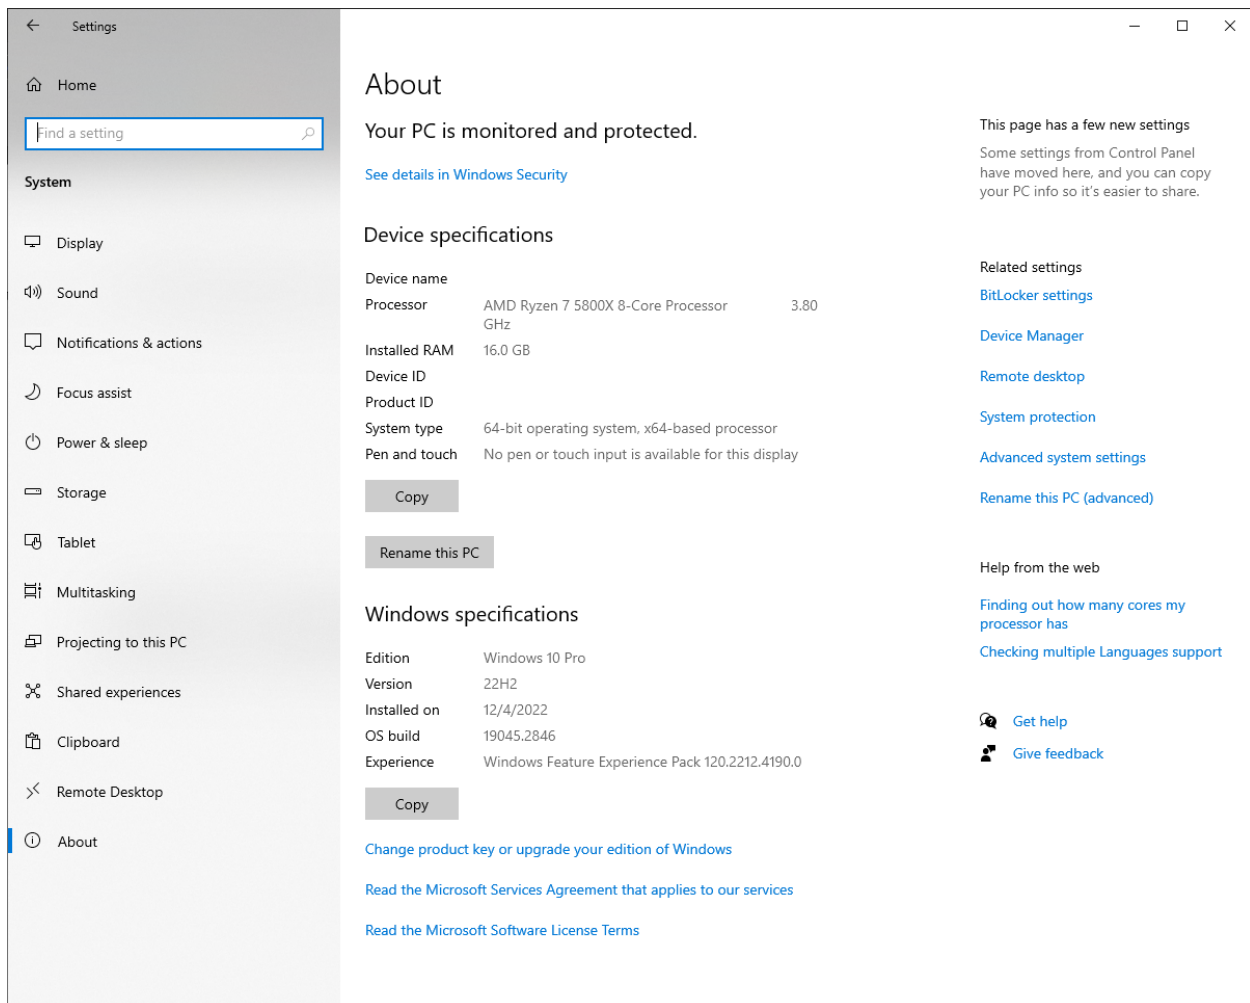 Settings
Home
Find a setting
System
Display
Sound
Notifications & actions
Focus assist
Power & sleep
Storage
Tablet
Multitasking
Projecting to this PC
Shared experiences
Clipboard
Remote Desktop
About
About
Your PC is monitored and protected.
See details in Windows Security
Device specifications
Device name
Processor AMD Ryzen 7 5800X 8-Core Processor 3.80
GHz
Installed RAM 16.0 GB
Device ID
Product ID
System type 64-bit operating system, x64-based processor
Pen and touch No pen or touch input is available for this display
Copy
Rename this PC
Windows specifications
Edition Windows 10 Pro
Version 22H2
Installed on 12/4/2022
OS build 19045.2846
Experience Windows Feature Experience Pack 120.2212.4190.0
Copy
Change product key or upgrade your edition of Windows
Read the Microsoft Services Agreement that applies to our services
Read the Microsoft Software License Terms
This page has a few new settings
Some settings from Control Panel
have moved here, and you can copy
your PC info so it's easier to share.
Related settings
BitLocker settings
Device Manager
Remote desktop
System protection
Advanced system settings
Rename this PC (advanced)
Help from the web
Finding out how many cores my
processor has
Checking multiple Languages support
Get help
Give feedback